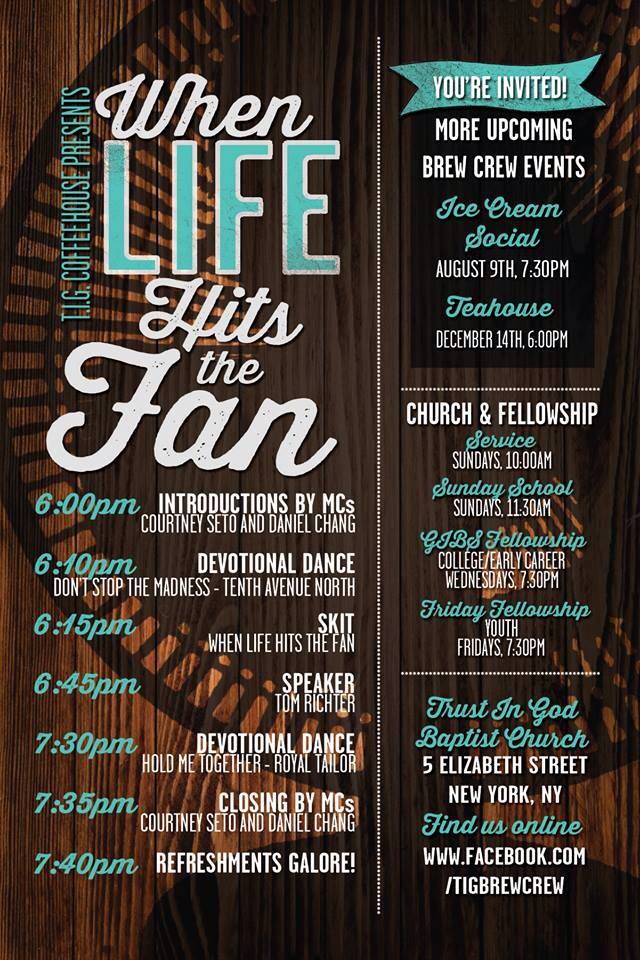 T.I.G. COFFEEHOUSE PRESENTS
When
LIFE
Hits
the
Fan
6:00pm INTRODUCTIONS BY MCs
COURTNEY SETO AND DANIEL CHANG
6:10pm DEVOTIONAL DANCE
DON'T STOP THE MADNESS - TENTH AVENUE NORTH
6:15pm SKIT
WHEN LIFE HITS THE FAN
6:45pm SPEAKER
TOM RICHTER
7:30pm DEVOTIONAL DANCE
HOLD ME TOGETHER - ROYAL TAILOR
7:35pm CLOSING BY MCs
COURTNEY SETO AND DANIEL CHANG
7:40pm REFRESHMENTS GALORE!
YOU'RE INVITED!
MORE UPCOMING
BREW CREW EVENTS
Ice Cream
Social
AUGUST 9TH, 7:30PM
Teahouse
DECEMBER 14TH, 6:00PM
CHURCH & FELLOWSHIP
Service
SUNDAYS, 10:00AM
Sunday School
SUNDAYS, 11:30AM
GIBS Fellowship
COLLEGE/EARLY CAREER
WEDNESDAYS, 7:30PM
Friday Fellowship
YOUTH
FRIDAYS, 7:30PM
Trust In God
Baptist Church
5 ELIZABETH STREET
NEW YORK, NY
Find us online
WWW.FACEBOOK.COM
/TIGBREWCREW